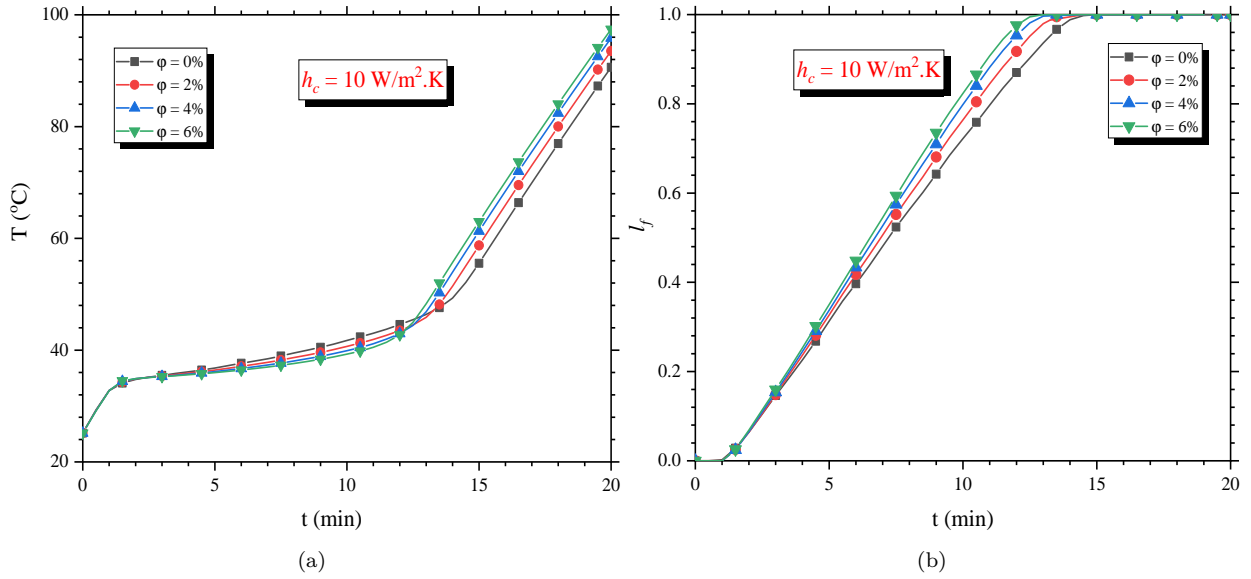 100
80
60
40
20
T (°C)
φ = 0%
φ = 2%
φ = 4%
φ = 6%
h_c = 10 W/m².K
0
5
10
15
20
t (min)
(a)
1.0
0.8
0.6
0.4
0.2
0.0
l_f
h_c = 10 W/m².K
φ = 0%
φ = 2%
φ = 4%
φ = 6%
0
5
10
15
20
t (min)
(b)